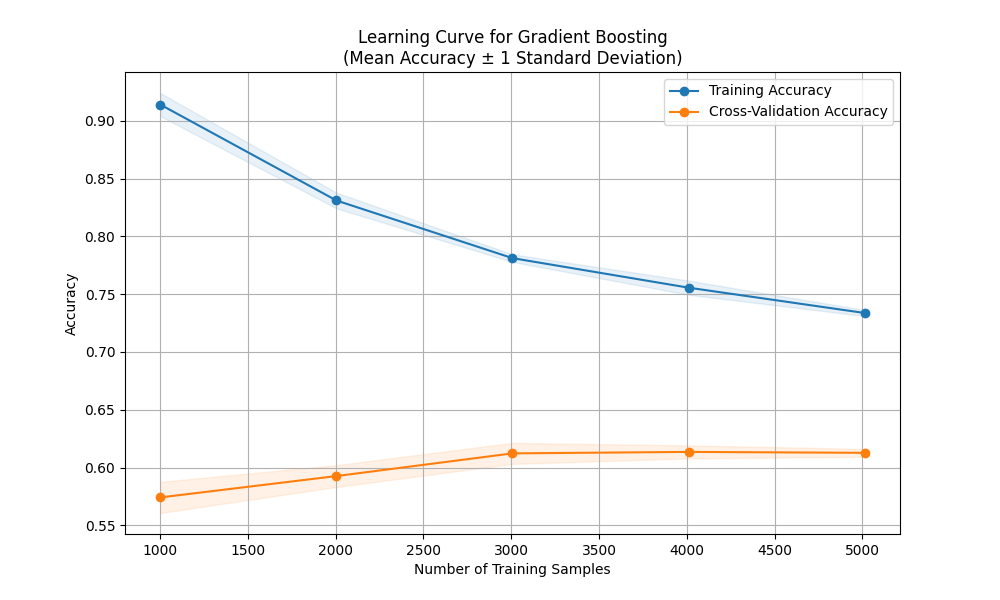 Learning Curve for Gradient Boosting
(Mean Accuracy ± 1 Standard Deviation)
Training Accuracy
Cross-Validation Accuracy
Accuracy
0.90
0.85
0.80
0.75
0.70
0.65
0.60
0.55
1000 1500 2000 2500 3000 3500 4000 4500 5000
Number of Training Samples